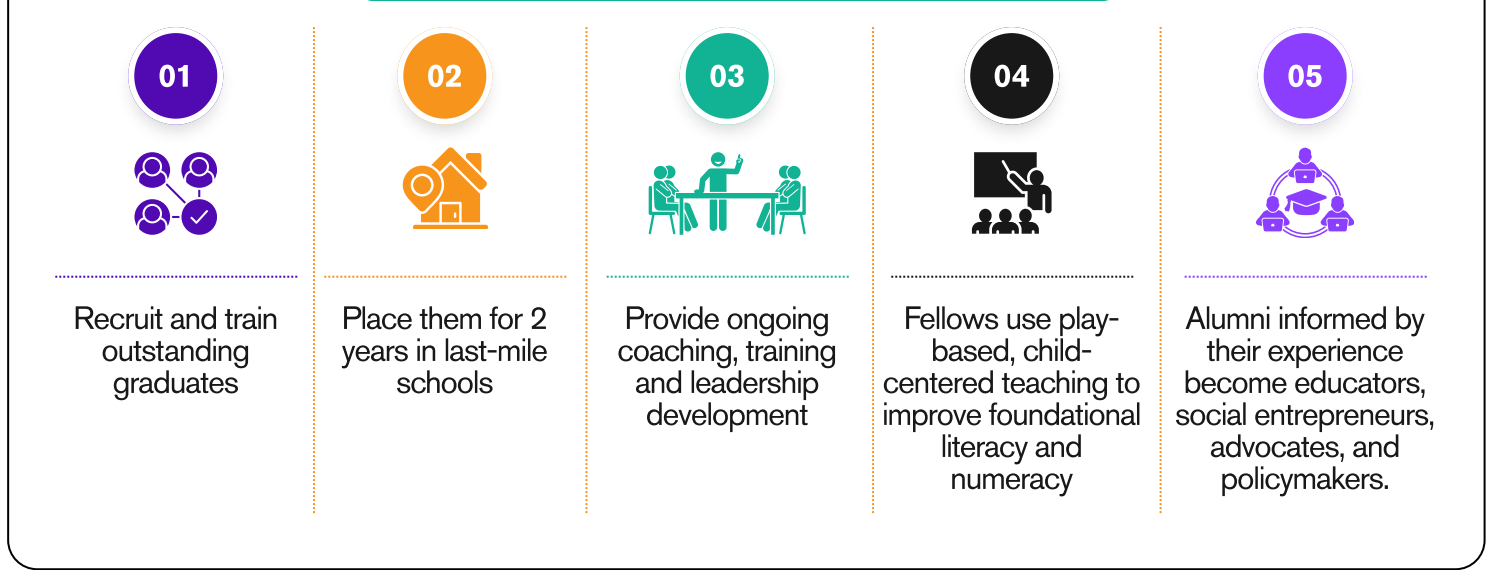 01
Recruit and train
outstanding
graduates
02
Place them for 2
years in last-mile
schools
03
Provide ongoing
coaching, training
and leadership
development
04
Fellows use play-
based, child-
centered teaching to
improve foundational
literacy and
numeracy
05
Alumni informed by
their experience
become educators,
social entrepreneurs,
advocates, and
policymakers.